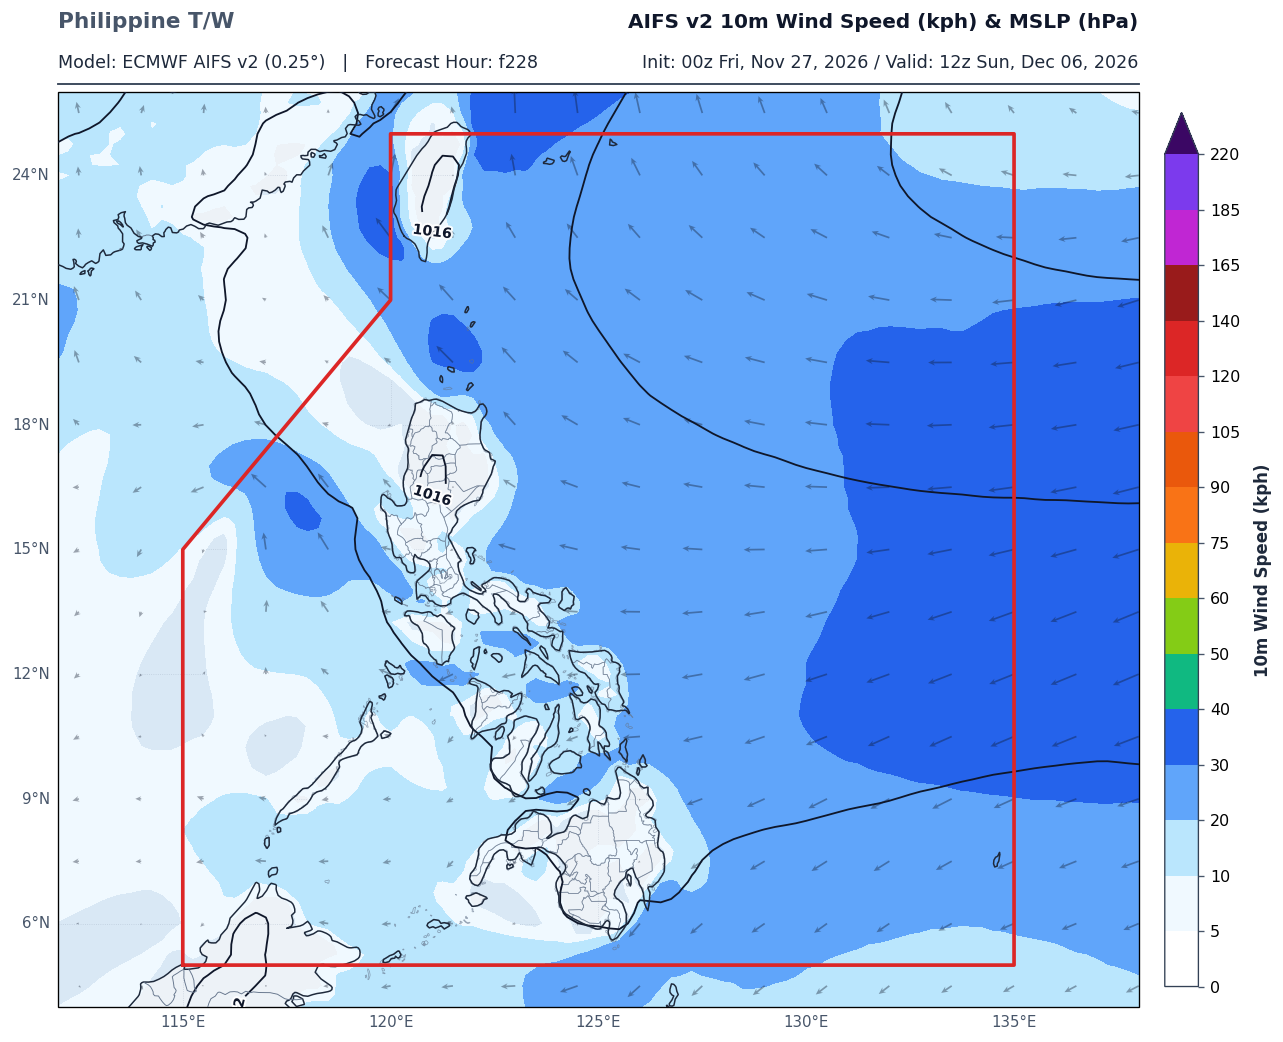 Philippine T/W
AIFS v2 10m Wind Speed (kph) & MSLP (hPa)
Model: ECMWF AIFS v2 (0.25°) | Forecast Hour: f228
Init: 00z Fri, Nov 27, 2026 / Valid: 12z Sun, Dec 06, 2026
24°N
21°N
18°N
15°N
12°N
9°N
6°N
115°E
120°E
125°E
130°E
135°E
1016
1016
2
220
185
165
140
120
105
90
75
60
50
40
30
20
10
5
0
10m Wind Speed (kph)